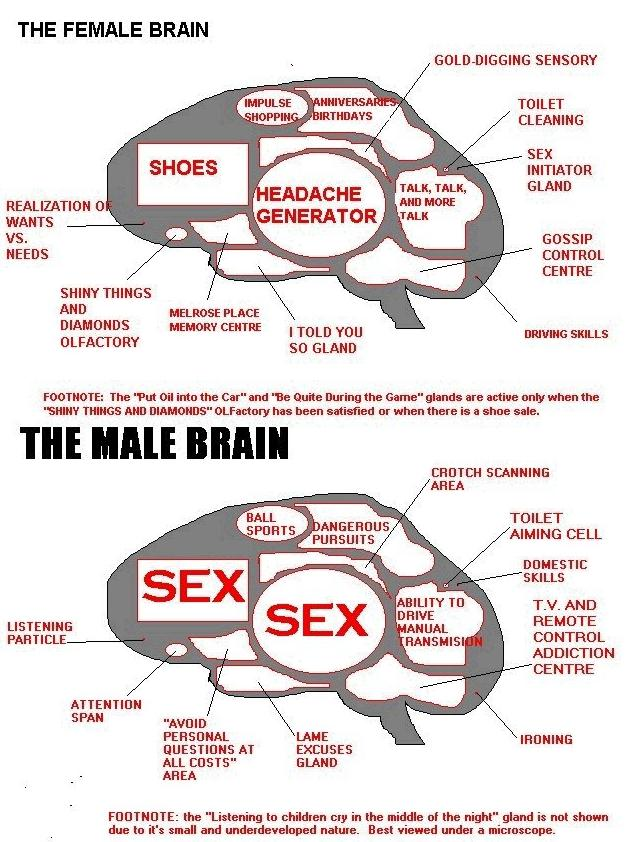 THE FEMALE BRAIN
GOLD-DIGGING SENSORY
IMPULSE
SHOPPING
ANNIVERSARIES
BIRTHDAYS
TOILET
CLEANING
SHOES
SEX
INITIATOR
GLAND
HEADACHE
GENERATOR
TALK, TALK,
AND MORE
TALK
REALIZATION OF
WANTS
VS.
NEEDS
GOSSIP
CONTROL
CENTRE
SHINY THINGS
AND
DIAMONDS
OLFACTORY
MELROSE PLACE
MEMORY CENTRE
I TOLD YOU
SO GLAND
DRIVING SKILLS
FOOTNOTE: The "Put Oil into the Car" and "Be Quite During the Game" glands are active only when the
"SHINY THINGS AND DIAMONDS" OLFactory has been satisfied or when there is a shoe sale.
THE MALE BRAIN
CROTCH SCANNING
AREA
BALL
SPORTS
DANGEROUS
PURSUITS
TOILET
AIMING CELL
SEX
SEX
DOMESTIC
SKILLS
ABILITY TO
DRIVE
MANUAL
TRANSMISION
T.V. AND
REMOTE
CONTROL
ADDICTION
CENTRE
LISTENING
PARTICLE
ATTENTION
SPAN
"AVOID
PERSONAL
QUESTIONS AT
ALL COSTS"
AREA
LAME
EXCUSES
GLAND
IRONING
FOOTNOTE: the "Listening to children cry in the middle of the night" gland is not shown
due to it's small and underdeveloped nature. Best viewed under a microscope.